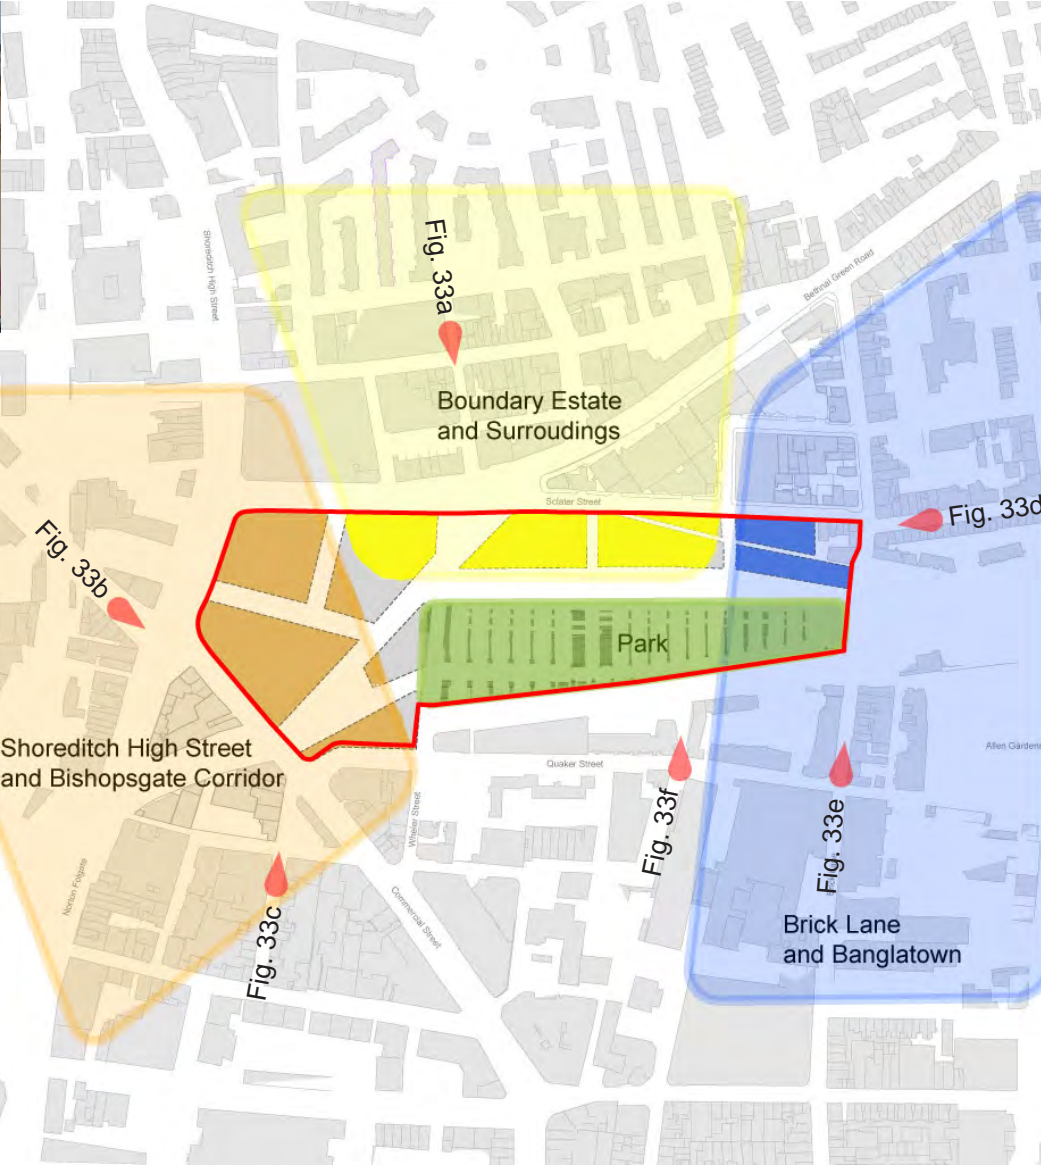 Fig. 33a
Shoreditch High Street
Bethnal Green Road
Boundary Estate
and Surroudings
Sclater Street
Fig. 33d
Fig. 33b
Park
Shoreditch High Street
and Bishopsgate Corridor
Allen Gardens
Quaker Street
Wheler Street
Fig. 33f
Fig. 33e
Norton Folgate
Commercial Street
Fig. 33c
Brick Lane
and Banglatown